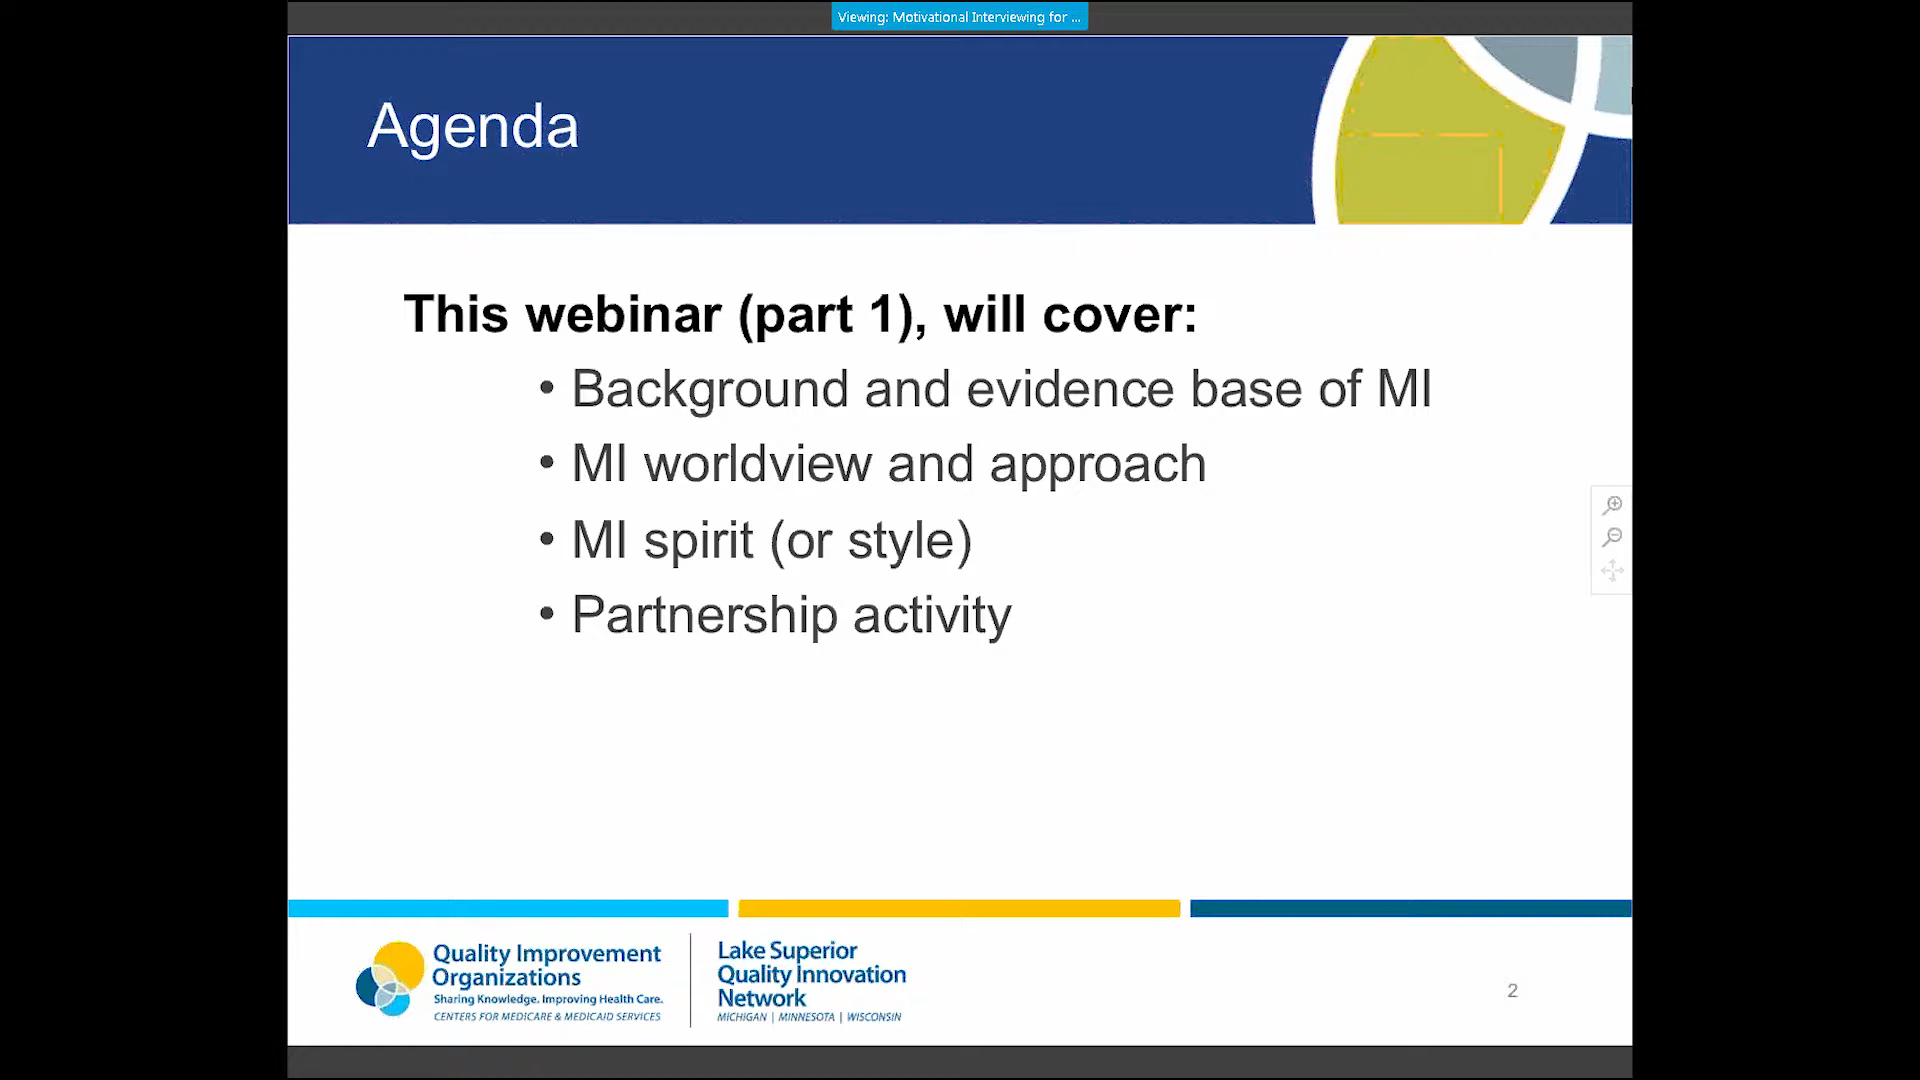 Viewing: Motivational Interviewing for ...
Agenda
This webinar (part 1), will cover:
• Background and evidence base of MI
• MI worldview and approach
• MI spirit (or style)
• Partnership activity
Quality Improvement
Organizations
Sharing Knowledge. Improving Health Care.
CENTERS FOR MEDICARE & MEDICAID SERVICES
Lake Superior
Quality Innovation
Network
MICHIGAN | MINNESOTA | WISCONSIN
2